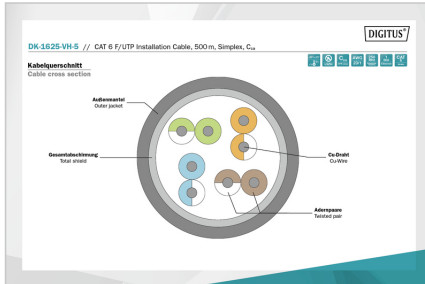 DIGITUS®
DK-1625-VH-5 // CAT 6 F/UTP Installation Cable, 500 m, Simplex, Cca
Kabelquerschnitt
Cable cross section
Außenmantel
Outer jacket
Gesamtabschirmung
Total shield
Cu-Draht
Cu-Wire
Adernpaare
Twisted pair